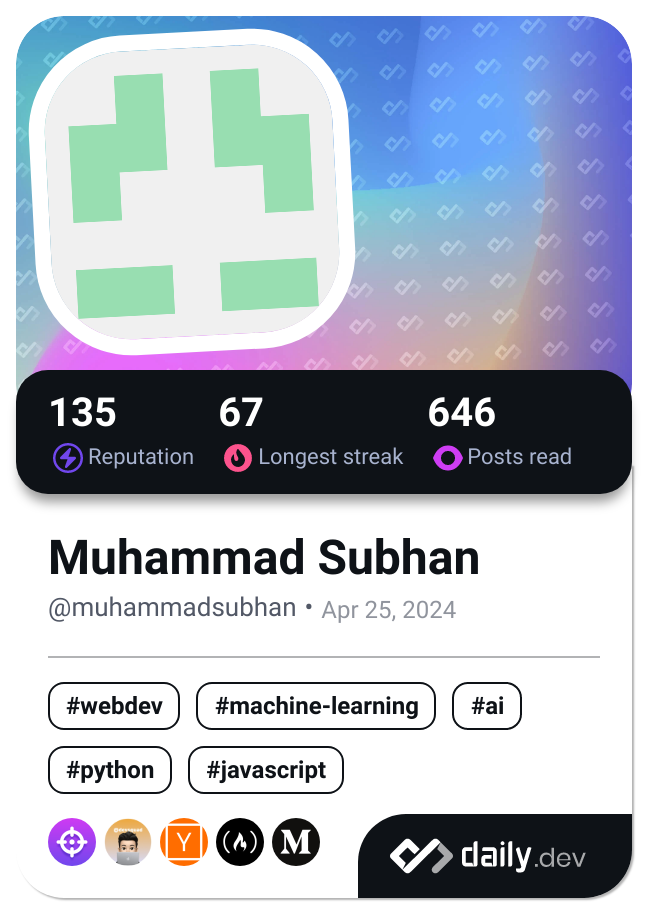 135 67 646
Reputation Longest streak Posts read
Muhammad Subhan
@muhammadsubhan • Apr 25, 2024
#webdev #machine-learning #ai
#python #javascript
Y M
daily.dev